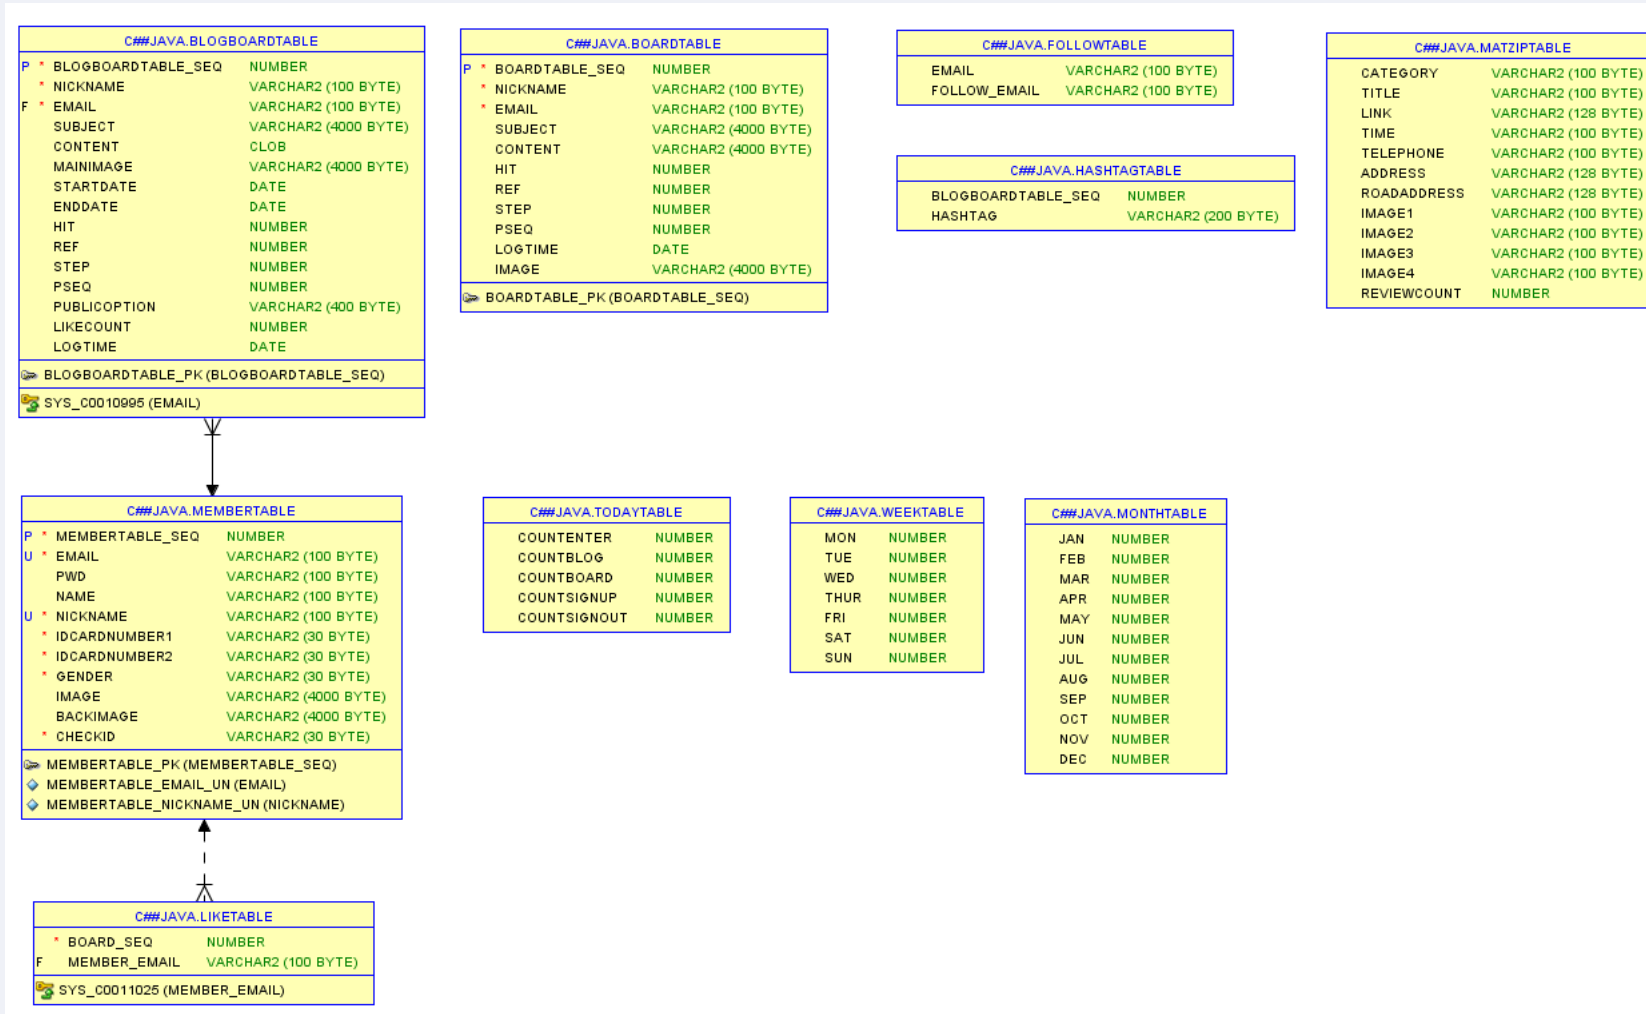 C##JAVA.BLOGBOARDTABLE
P * BLOGBOARDTABLE_SEQ NUMBER
* NICKNAME VARCHAR2 (100 BYTE)
F * EMAIL VARCHAR2 (100 BYTE)
SUBJECT VARCHAR2 (4000 BYTE)
CONTENT CLOB
MAINIMAGE VARCHAR2 (4000 BYTE)
STARTDATE DATE
ENDDATE DATE
HIT NUMBER
REF NUMBER
STEP NUMBER
PSEQ NUMBER
PUBLICOPTION VARCHAR2 (400 BYTE)
LIKECOUNT NUMBER
LOGTIME DATE
BLOGBOARDTABLE_PK (BLOGBOARDTABLE_SEQ)
SYS_C0010995 (EMAIL)
C##JAVA.BOARDTABLE
P * BOARDTABLE_SEQ NUMBER
* NICKNAME VARCHAR2 (100 BYTE)
* EMAIL VARCHAR2 (100 BYTE)
SUBJECT VARCHAR2 (4000 BYTE)
CONTENT VARCHAR2 (4000 BYTE)
HIT NUMBER
REF NUMBER
STEP NUMBER
PSEQ NUMBER
LOGTIME DATE
IMAGE VARCHAR2 (4000 BYTE)
BOARDTABLE_PK (BOARDTABLE_SEQ)
C##JAVA.FOLLOWTABLE
EMAIL VARCHAR2 (100 BYTE)
FOLLOW_EMAIL VARCHAR2 (100 BYTE)
C##JAVA.HASHTAGTABLE
BLOGBOARDTABLE_SEQ NUMBER
HASHTAG VARCHAR2 (200 BYTE)
C##JAVA.MATZIPTABLE
CATEGORY VARCHAR2 (100 BYTE)
TITLE VARCHAR2 (100 BYTE)
LINK VARCHAR2 (128 BYTE)
TIME VARCHAR2 (100 BYTE)
TELEPHONE VARCHAR2 (100 BYTE)
ADDRESS VARCHAR2 (128 BYTE)
ROADADDRESS VARCHAR2 (128 BYTE)
IMAGE1 VARCHAR2 (100 BYTE)
IMAGE2 VARCHAR2 (100 BYTE)
IMAGE3 VARCHAR2 (100 BYTE)
IMAGE4 VARCHAR2 (100 BYTE)
REVIEWCOUNT NUMBER
C##JAVA.MEMBERTABLE
P * MEMBERTABLE_SEQ NUMBER
U * EMAIL VARCHAR2 (100 BYTE)
PWD VARCHAR2 (100 BYTE)
NAME VARCHAR2 (100 BYTE)
U * NICKNAME VARCHAR2 (100 BYTE)
* IDCARDNUMBER1 VARCHAR2 (30 BYTE)
* IDCARDNUMBER2 VARCHAR2 (30 BYTE)
* GENDER VARCHAR2 (30 BYTE)
IMAGE VARCHAR2 (4000 BYTE)
BACKIMAGE VARCHAR2 (4000 BYTE)
* CHECKID VARCHAR2 (30 BYTE)
MEMBERTABLE_PK (MEMBERTABLE_SEQ)
MEMBERTABLE_EMAIL_UN (EMAIL)
MEMBERTABLE_NICKNAME_UN (NICKNAME)
C##JAVA.TODAYTABLE
COUNTENTER NUMBER
COUNTBLOG NUMBER
COUNTBOARD NUMBER
COUNTSIGNUP NUMBER
COUNTSIGNOUT NUMBER
C##JAVA.WEEKTABLE
MON NUMBER
TUE NUMBER
WED NUMBER
THUR NUMBER
FRI NUMBER
SAT NUMBER
SUN NUMBER
C##JAVA.MONTHTABLE
JAN NUMBER
FEB NUMBER
MAR NUMBER
APR NUMBER
MAY NUMBER
JUN NUMBER
JUL NUMBER
AUG NUMBER
SEP NUMBER
OCT NUMBER
NOV NUMBER
DEC NUMBER
C##JAVA.LIKETABLE
* BOARD_SEQ NUMBER
F MEMBER_EMAIL VARCHAR2 (100 BYTE)
SYS_C0011025 (MEMBER_EMAIL)